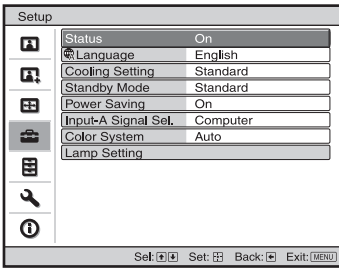 Setup
Status On
Language English
Cooling Setting Standard
Standby Mode Standard
Power Saving On
Input-A Signal Sel. Computer
Color System Auto
Lamp Setting
Sel: Set: Back: Exit: MENU